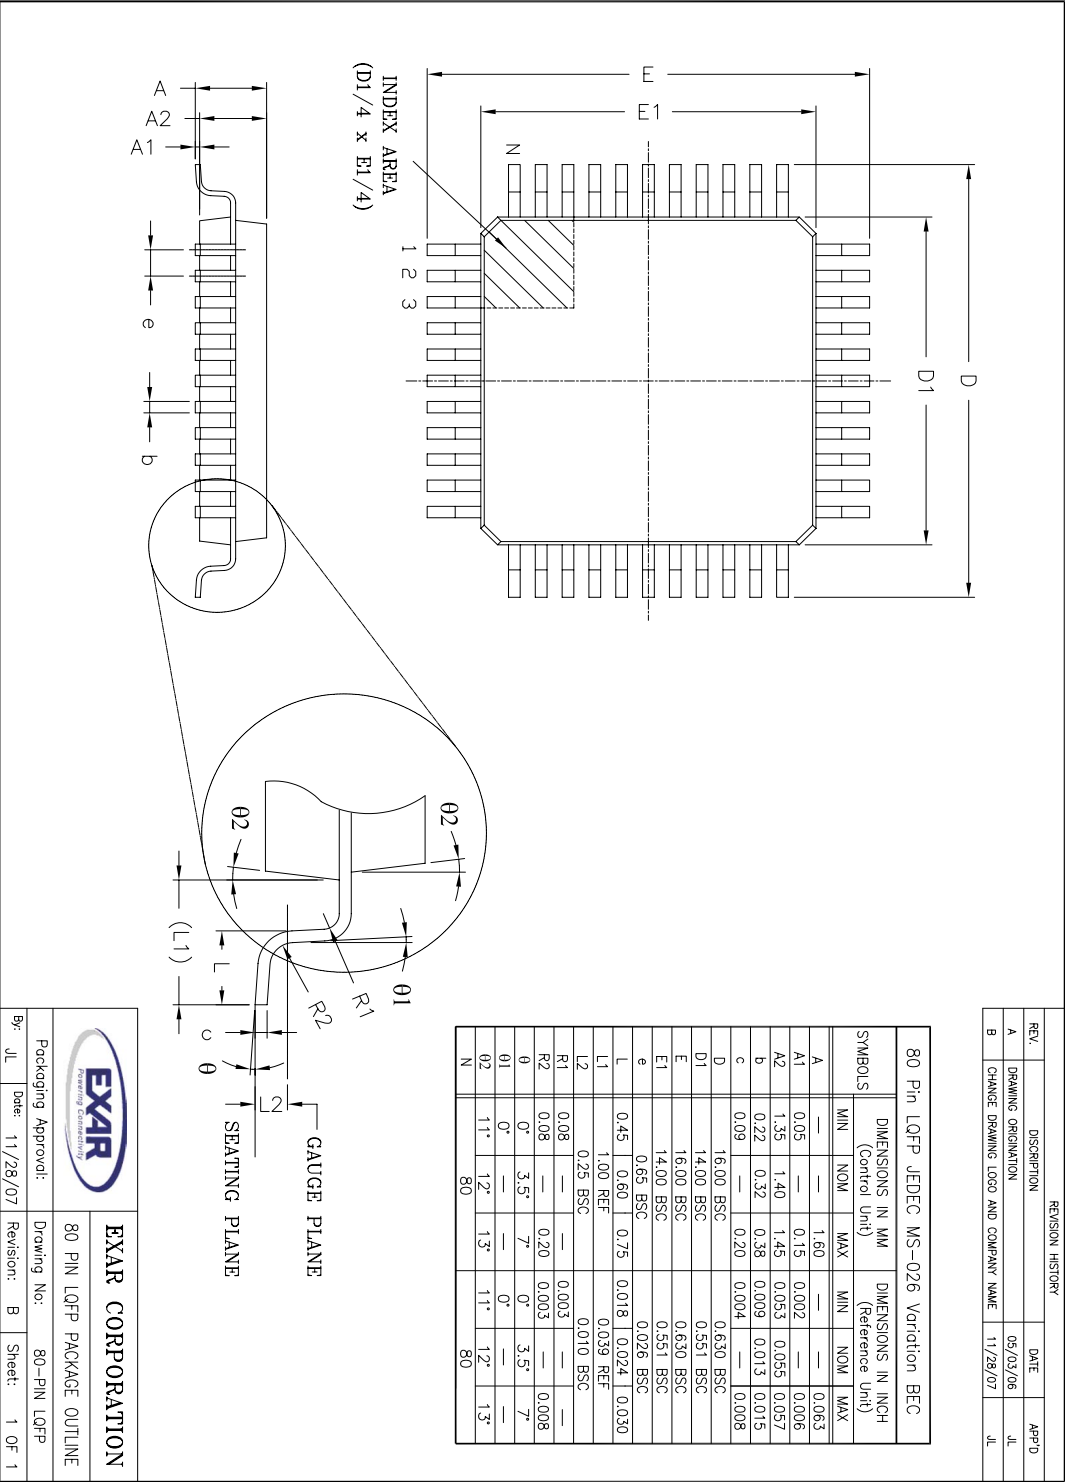 REVISION HISTORY
REV. DISCRIPTION DATE APP'D
A DRAWING ORIGINATION 05/03/06 JL
B CHANGE DRAWING LOGO AND COMPANY NAME 11/28/07 JL
D
D1
E
E1
N
1 2 3
INDEX AREA
(D1/4 x E1/4)
A
A2
A1
e
b
θ2
θ2
θ1
R1
R2
L
(L1)
c
θ
L2
GAUGE PLANE
SEATING PLANE
80 Pin LQFP JEDEC MS-026 Variation BEC
SYMBOLS DIMENSIONS IN MM (Control Unit) DIMENSIONS IN INCH (Reference Unit)
MIN NOM MAX MIN NOM MAX
A — — 1.60 — — 0.063
A1 0.05 — 0.15 0.002 — 0.006
A2 1.35 1.40 1.45 0.053 0.055 0.057
b 0.22 0.32 0.38 0.009 0.013 0.015
c 0.09 — 0.20 0.004 — 0.008
D 16.00 BSC 0.630 BSC
D1 14.00 BSC 0.551 BSC
E 16.00 BSC 0.630 BSC
E1 14.00 BSC 0.551 BSC
e 0.65 BSC 0.026 BSC
L 0.45 0.60 0.75 0.018 0.024 0.030
L1 1.00 REF 0.039 REF
L2 0.25 BSC 0.010 BSC
R1 0.08 — — 0.003 — —
R2 0.08 — 0.20 0.003 — 0.008
θ 0° 3.5° 7° 0° 3.5° 7°
θ1 0° — — 0° — —
θ2 11° 12° 13° 11° 12° 13°
N 80 80
EXAR
Powering Connectivity
EXAR CORPORATION
80 PIN LQFP PACKAGE OUTLINE
Packaging Approval:
Drawing No: 80-PIN LQFP
By: JL Date: 11/28/07 Revision: B Sheet: 1 OF 1